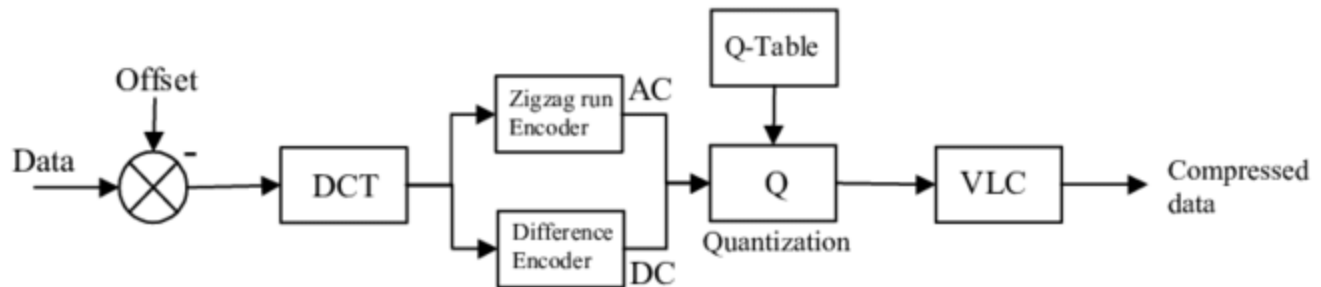 Q-Table
Offset
Zigzag run
Encoder
AC
Data
-
DCT
Q
VLC
Compressed
data
Difference
Encoder
DC
Quantization